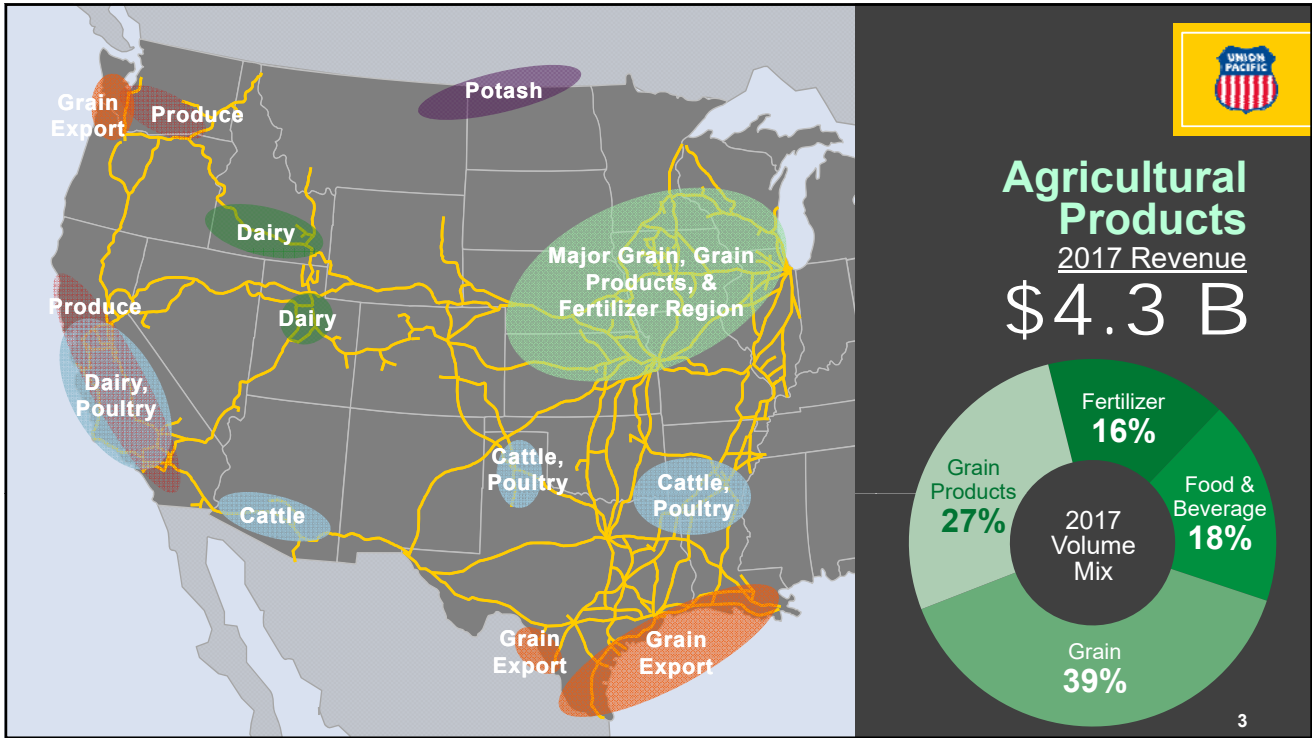 Grain
Export
Produce
Potash
Dairy
Major Grain, Grain
Products, &
Fertilizer Region
Produce
Dairy
Dairy,
Poultry
Cattle,
Poultry
Cattle,
Poultry
Cattle
Grain
Export
Grain
Export
UNION
PACIFIC
Agricultural
Products
2017 Revenue
$4.3 B
Fertilizer
16%
Grain
Products
27%
Food &
Beverage
18%
2017
Volume
Mix
Grain
39%
3